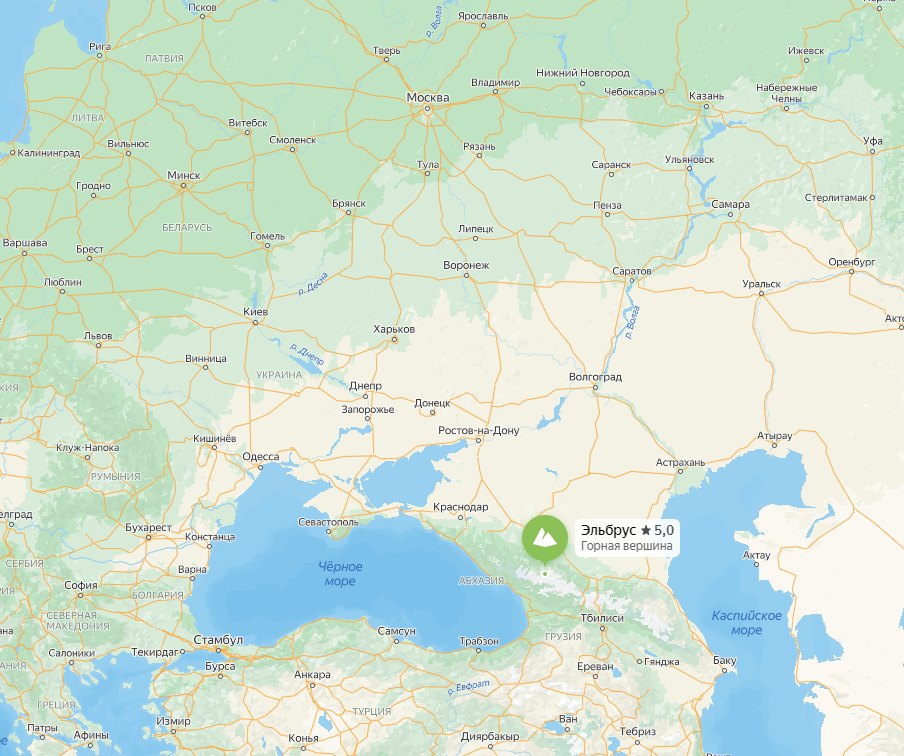 Псков
Ярославль
р. Волга
Пермь
Рига
ЛАТВИЯ
Тверь
Ижевск
Владимир
Нижний Новгород
Чебоксары
Казань
Набережные
Челны
Москва
ЛИТВА
Витебск
Смоленск
Калининград
Вильнюс
Рязань
Тула
Саранск
Ульяновск
Уфа
Гродно
Минск
Брянск
Пенза
Самара
Стерлитамак
БЕЛАРУСЬ
Гомель
Липецк
Варшава
Брест
Люблин
Воронеж
Саратов
Оренбург
р. Десна
Уральск
Киев
Харьков
р. Волга
Акто
Львов
Винница
р. Днепр
УКРАИНА
Днепр
Запорожье
Донецк
Волгоград
КИЯ
Ростов-на-Дону
Кишинёв
Одесса
Клуж-Напока
РУМЫНИЯ
Астрахань
Атырау
елград
Бухарест
Констанца
Севастополь
Краснодар
Эльбрус ★ 5,0
Горная вершина
Актау
СЕРБИЯ
Варна
София
БОЛГАРИЯ
Чёрное
море
АБХАЗИЯ
СЕВЕРНАЯ
МАКЕДОНИЯ
Тбилиси
ГРУЗИЯ
Каспийское
море
Стамбул
Самсун
Трабзон
Салоники
Текирдаг
Бурса
Анкара
р. Евфрат
Ереван
Гянджа
Баку
ГРЕЦИЯ
ТУРЦИЯ
Измир
Патры
Афины
Конья
Диярбакыр
Ван
Тебриз